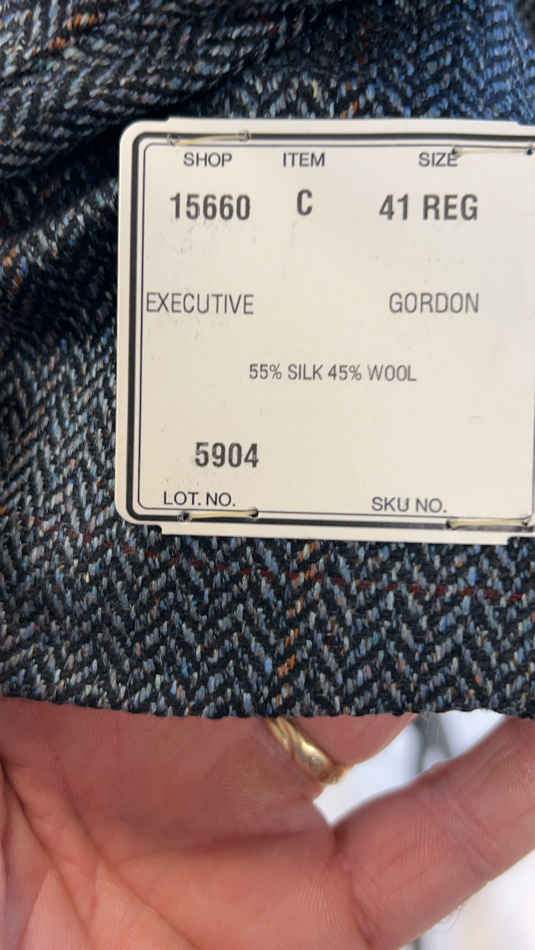 SHOP ITEM SIZE
15660 C 41 REG
EXECUTIVE GORDON
55% SILK 45% WOOL
5904
LOT. NO. SKU NO.